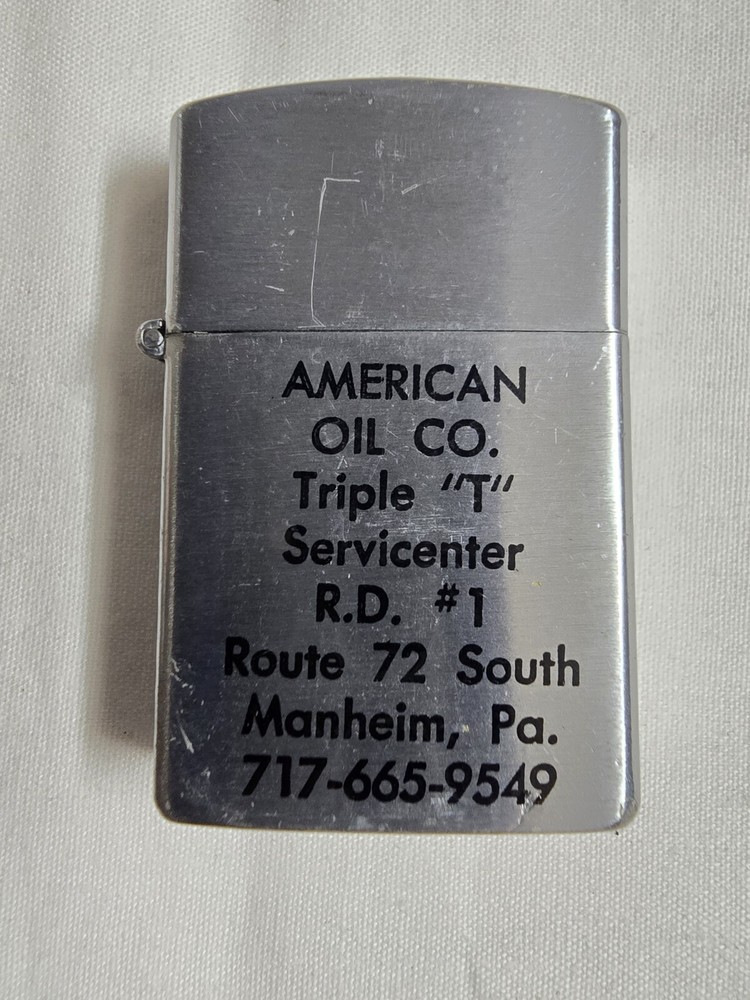 AMERICAN
OIL CO.
Triple "T"
Servicenter
R.D. #1
Route 72 South
Manheim, Pa.
717-665-9549